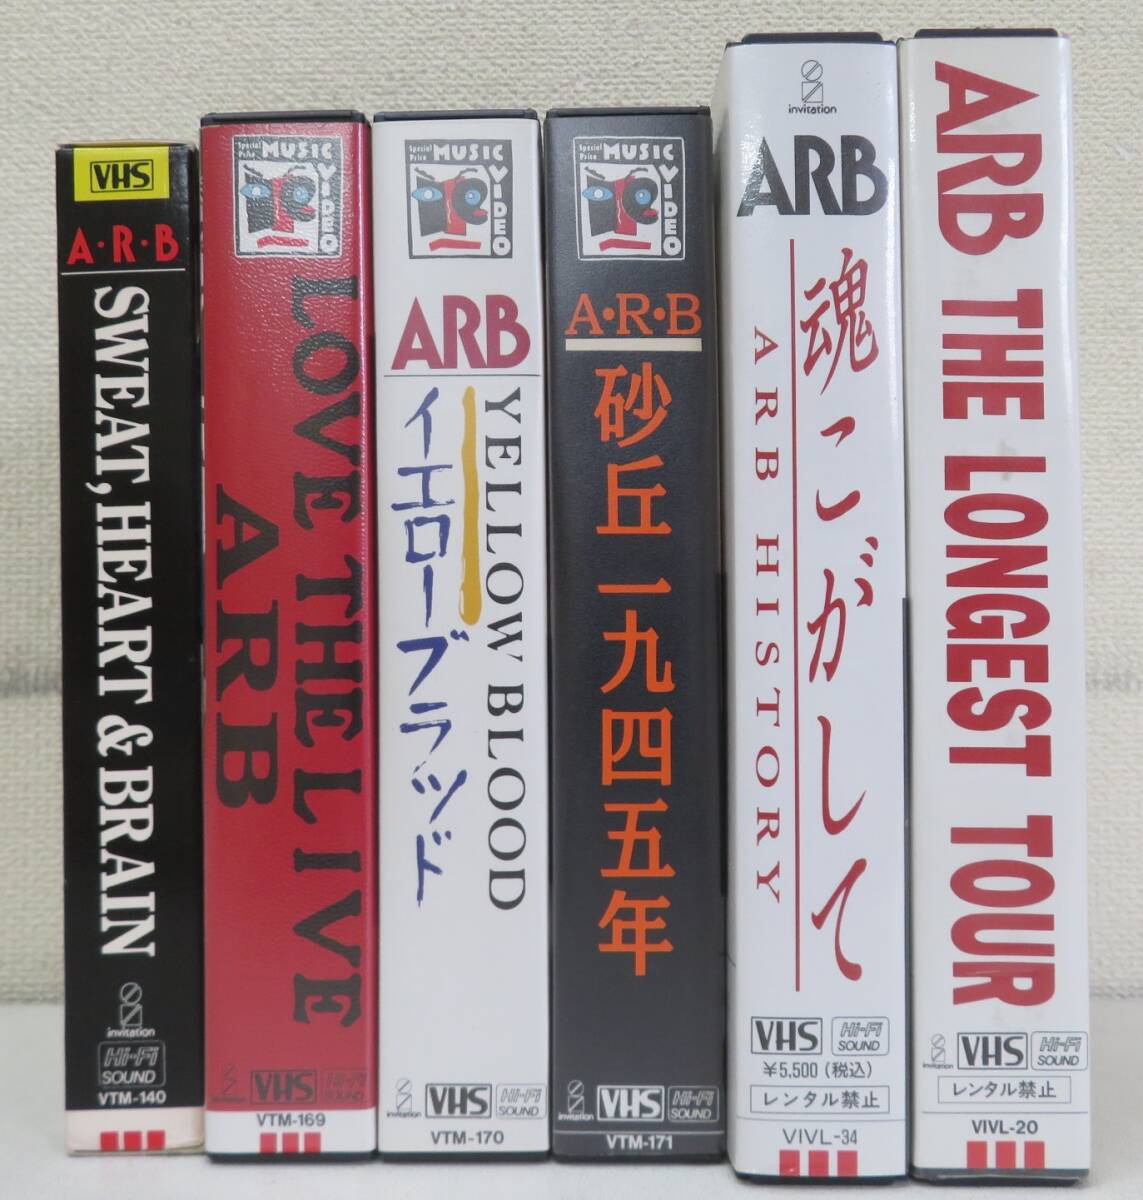 VHS
A・R・B
SWEAT, HEART & BRAIN
invitation
Hi-Fi
SOUND
VTM-140
Special Price
MUSIC VIDEO
LOVE THE LIVE
ARB
invitation
VHS
Hi-Fi
SOUND
VTM-169
Special Price
MUSIC VIDEO
ARB
YELLOW BLOOD
イエローブラッド
invitation
VHS
Hi-Fi
SOUND
VTM-170
Special Price
MUSIC VIDEO
A・R・B
砂丘 一九四五年
invitation
VHS
Hi-Fi
SOUND
VTM-171
invitation
ARB
魂こがして
ARB HISTORY
VHS
Hi-Fi
SOUND
¥5,500(税込)
レンタル禁止
VIVL-34
ARB THE LONGEST TOUR
invitation
VHS
Hi-Fi
SOUND
レンタル禁止
VIVL-20